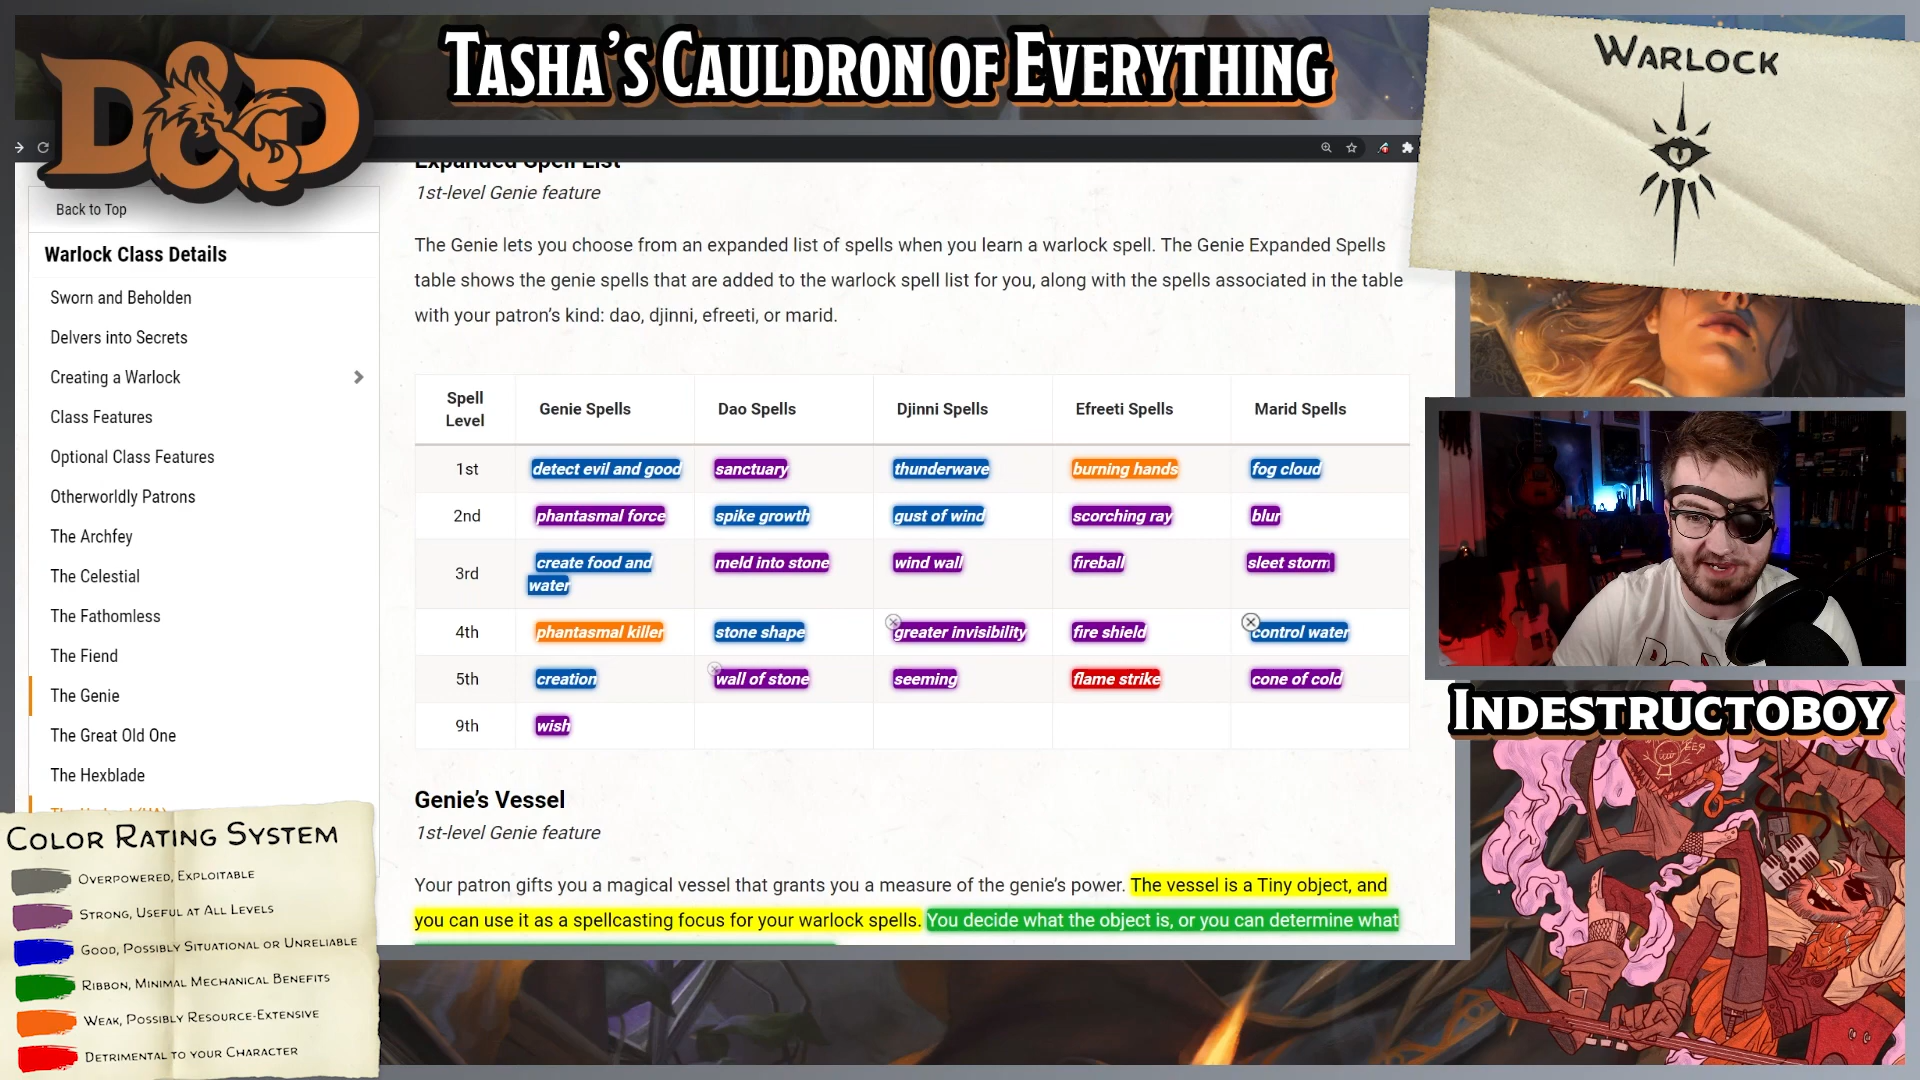 D&D
TASHA'S CAULDRON OF EVERYTHING
WARLOCK
Expanded Spell List
1st-level Genie feature
Back to Top
Warlock Class Details
Sworn and Beholden
Delvers into Secrets
Creating a Warlock
Class Features
Optional Class Features
Otherworldly Patrons
The Archfey
The Celestial
The Fathomless
The Fiend
The Genie
The Great Old One
The Hexblade
The Genie lets you choose from an expanded list of spells when you learn a warlock spell. The Genie Expanded Spells
table shows the genie spells that are added to the warlock spell list for you, along with the spells associated in the table
with your patron's kind: dao, djinni, efreeti, or marid.
Spell Level Genie Spells Dao Spells Djinni Spells Efreeti Spells Marid Spells
1st detect evil and good sanctuary thunderwave burning hands fog cloud
2nd phantasmal force spike growth gust of wind scorching ray blur
3rd create food and water meld into stone wind wall fireball sleet storm
4th phantasmal killer stone shape greater invisibility fire shield control water
5th creation wall of stone seeming flame strike cone of cold
9th wish
Genie's Vessel
1st-level Genie feature
Your patron gifts you a magical vessel that grants you a measure of the genie's power. The vessel is a Tiny object, and
you can use it as a spellcasting focus for your warlock spells. You decide what the object is, or you can determine what
INDESTRUCTOBOY
COLOR RATING SYSTEM
OVERPOWERED, EXPLOITABLE
STRONG, USEFUL AT ALL LEVELS
GOOD, POSSIBLY SITUATIONAL OR UNRELIABLE
RIBBON, MINIMAL MECHANICAL BENEFITS
WEAK, POSSIBLY RESOURCE-EXTENSIVE
DETRIMENTAL TO YOUR CHARACTER